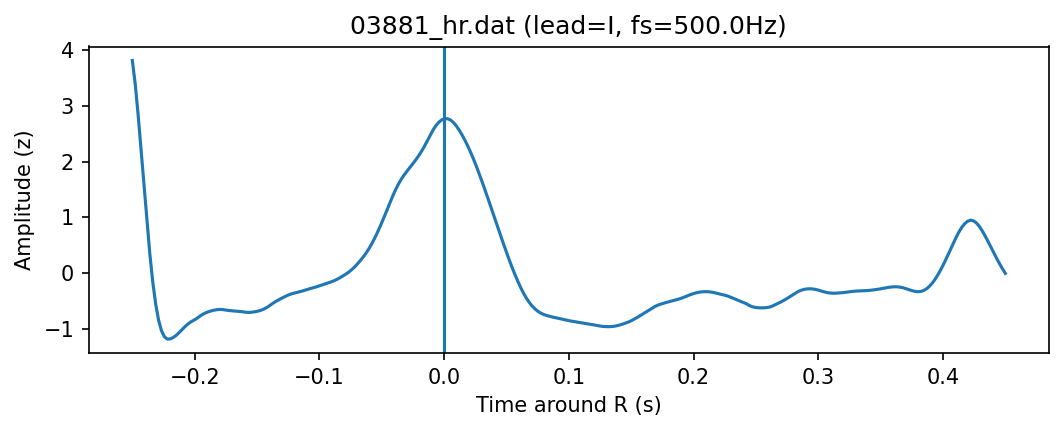 03881_hr.dat (lead=I, fs=500.0Hz)
Amplitude (z)
4
3
2
1
0
−1
−0.2 −0.1 0.0 0.1 0.2 0.3 0.4
Time around R (s)